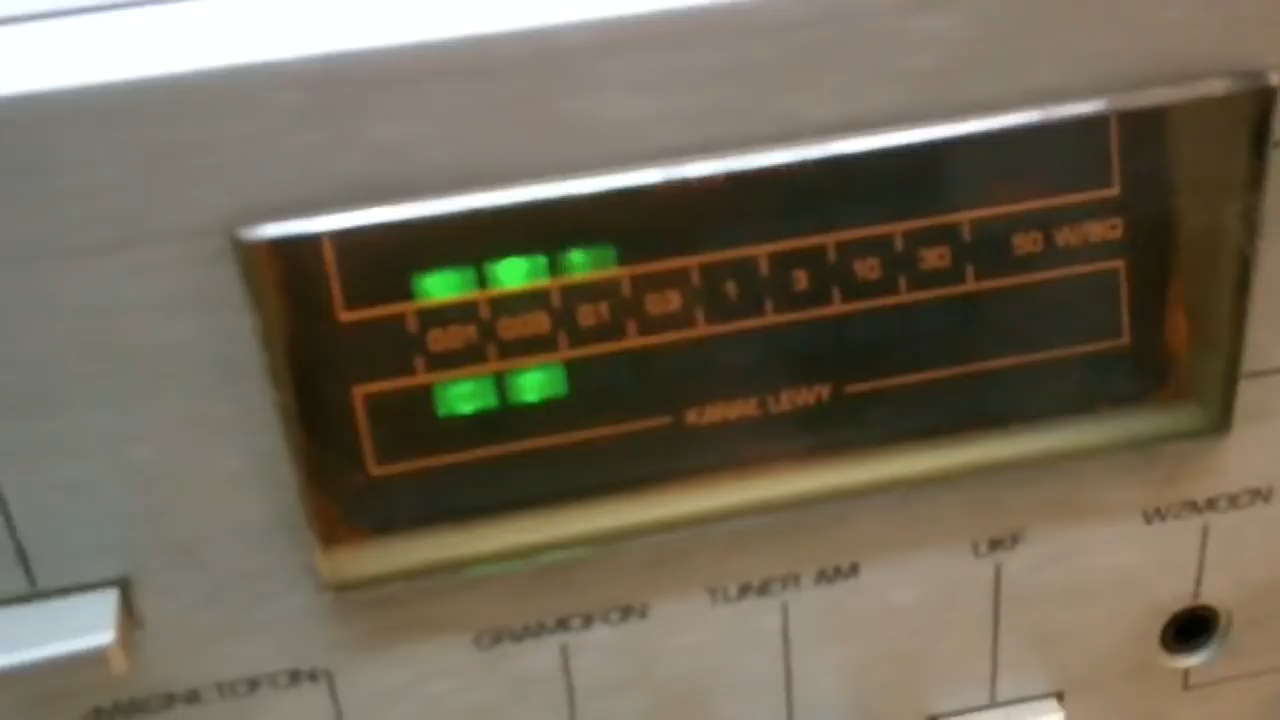 0.01 0.03 0.1 0.3 1 3 10 30 50 W/8Ω
KANAŁ LEWY
WZMOCN
UKF
TUNER AM
GRAMOFON
MAGNETOFON